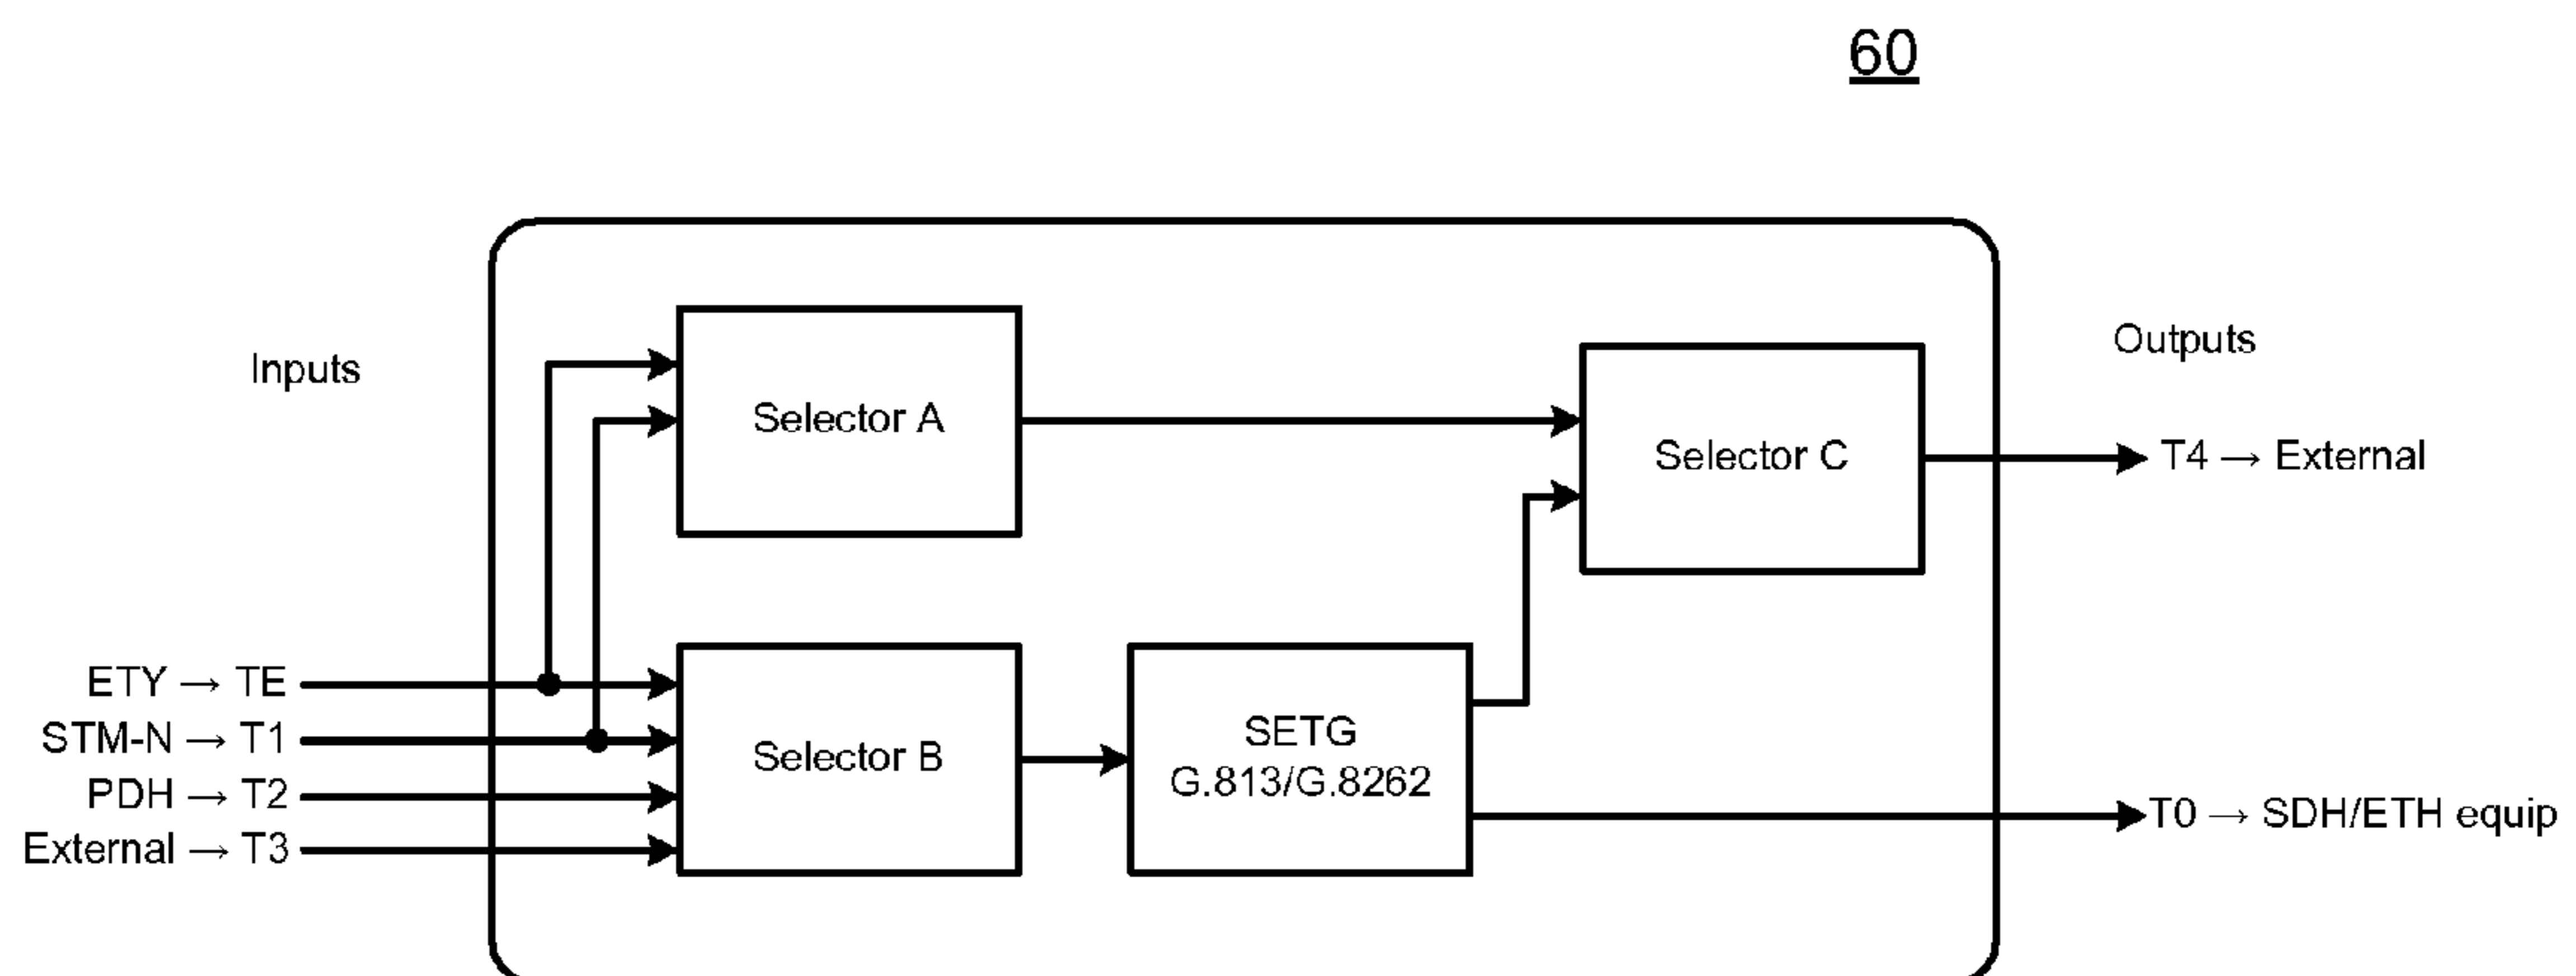 60
Inputs
Outputs
Selector A
Selector C
T4 → External
ETY → TE
STM-N → T1
PDH → T2
External → T3
Selector B
SETG
G.813/G.8262
T0 → SDH/ETH equip